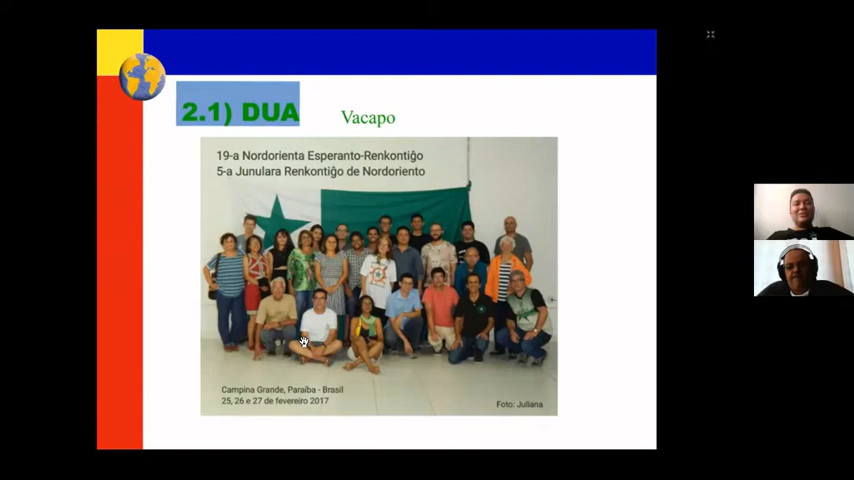 2.1) DUA
Vacapo
19-a Nordorienta Esperanto-Renkontiĝo
5-a Junulara Renkontiĝo de Nordoriento
Campina Grande, Paraíba - Brasil
25, 26 e 27 de fevereiro 2017
Foto: Juliana